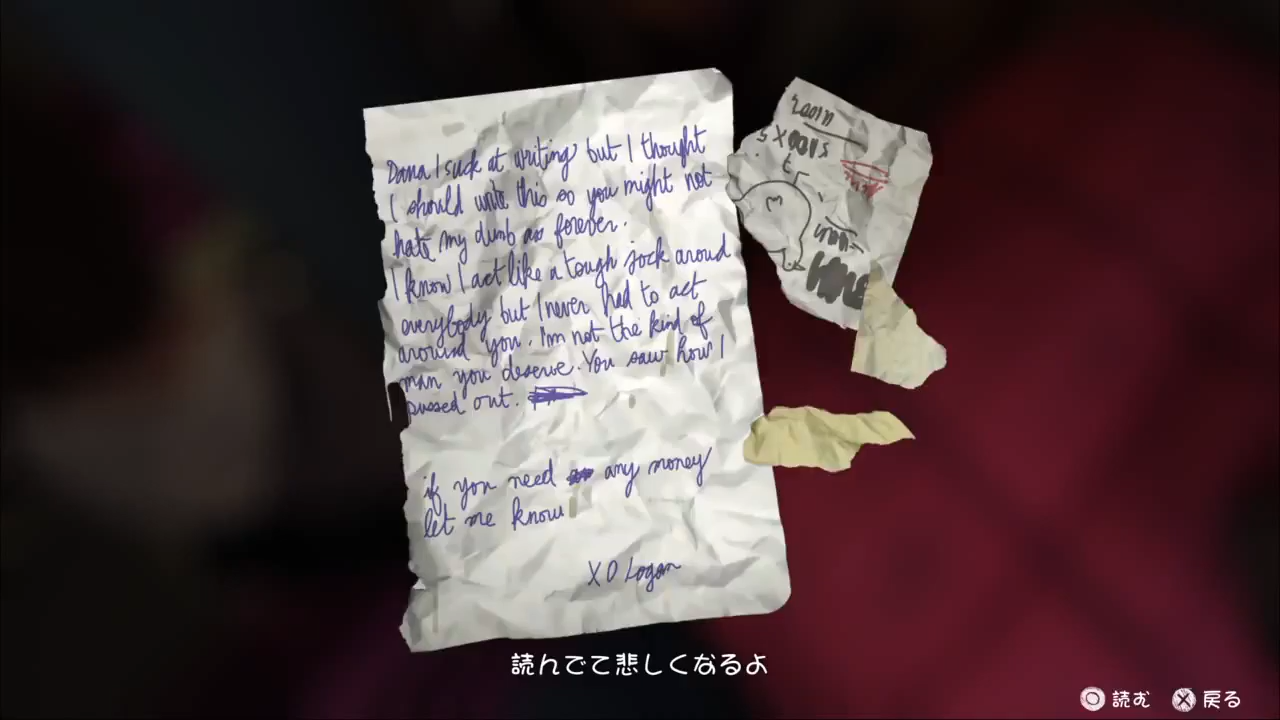 Dana I suck at writing but I thought
I should write this so you might not
hate my dumb ass forever.
I know I act like a tough jock aroud
everybody but I never had to act
around you. I'm not the kind of
man you deserve. You saw how I
pussed out.
if you need any money
let me know
XO Logan
room
読んでて悲しくなるよ
読む
戻る